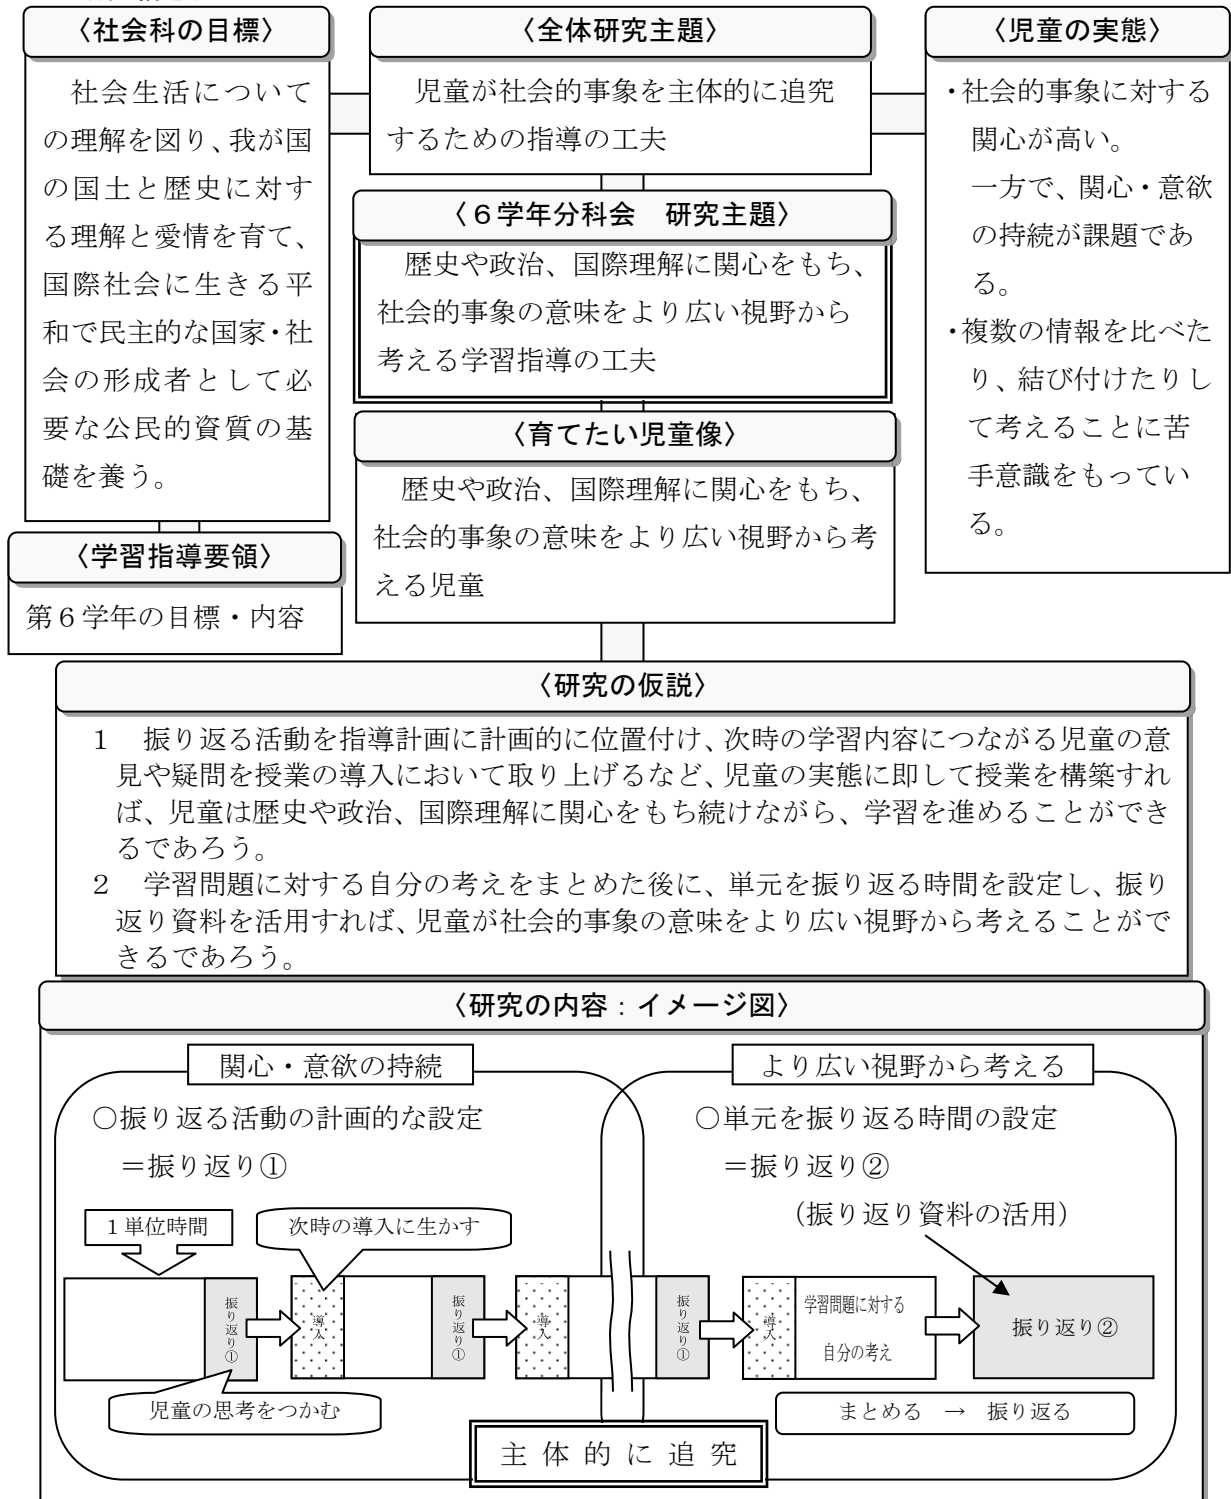 〈社会科の目標〉
社会生活について
の理解を図り、我が国
の国土と歴史に対す
る理解と愛情を育て、
国際社会に生きる平
和で民主的な国家・社
会の形成者として必
要な公民的資質の基
礎を養う。
〈学習指導要領〉
第６学年の目標・内容
〈全体研究主題〉
児童が社会的事象を主体的に追究
するための指導の工夫
〈６学年分科会　研究主題〉
歴史や政治、国際理解に関心をもち、
社会的事象の意味をより広い視野から
考える学習指導の工夫
〈育てたい児童像〉
歴史や政治、国際理解に関心をもち、
社会的事象の意味をより広い視野から考
える児童
〈児童の実態〉
・社会的事象に対する
関心が高い。
一方で、関心・意欲
の持続が課題であ
る。
・複数の情報を比べた
り、結び付けたりし
て考えることに苦
手意識をもってい
る。
〈研究の仮説〉
１　振り返る活動を指導計画に計画的に位置付け、次時の学習内容につながる児童の意
見や疑問を授業の導入において取り上げるなど、児童の実態に即して授業を構築すれ
ば、児童は歴史や政治、国際理解に関心をもち続けながら、学習を進めることができ
るであろう。
２　学習問題に対する自分の考えをまとめた後に、単元を振り返る時間を設定し、振り
返り資料を活用すれば、児童が社会的事象の意味をより広い視野から考えることがで
きるであろう。
〈研究の内容：イメージ図〉
関心・意欲の持続
○振り返る活動の計画的な設定
＝振り返り①
より広い視野から考える
○単元を振り返る時間の設定
＝振り返り②
（振り返り資料の活用）
１単位時間
次時の導入に生かす
振り返り①
導入
振り返り①
導入
振り返り①
導入
学習問題に対する
自分の考え
振り返り②
児童の思考をつかむ
まとめる　→　振り返る
主体的に追究